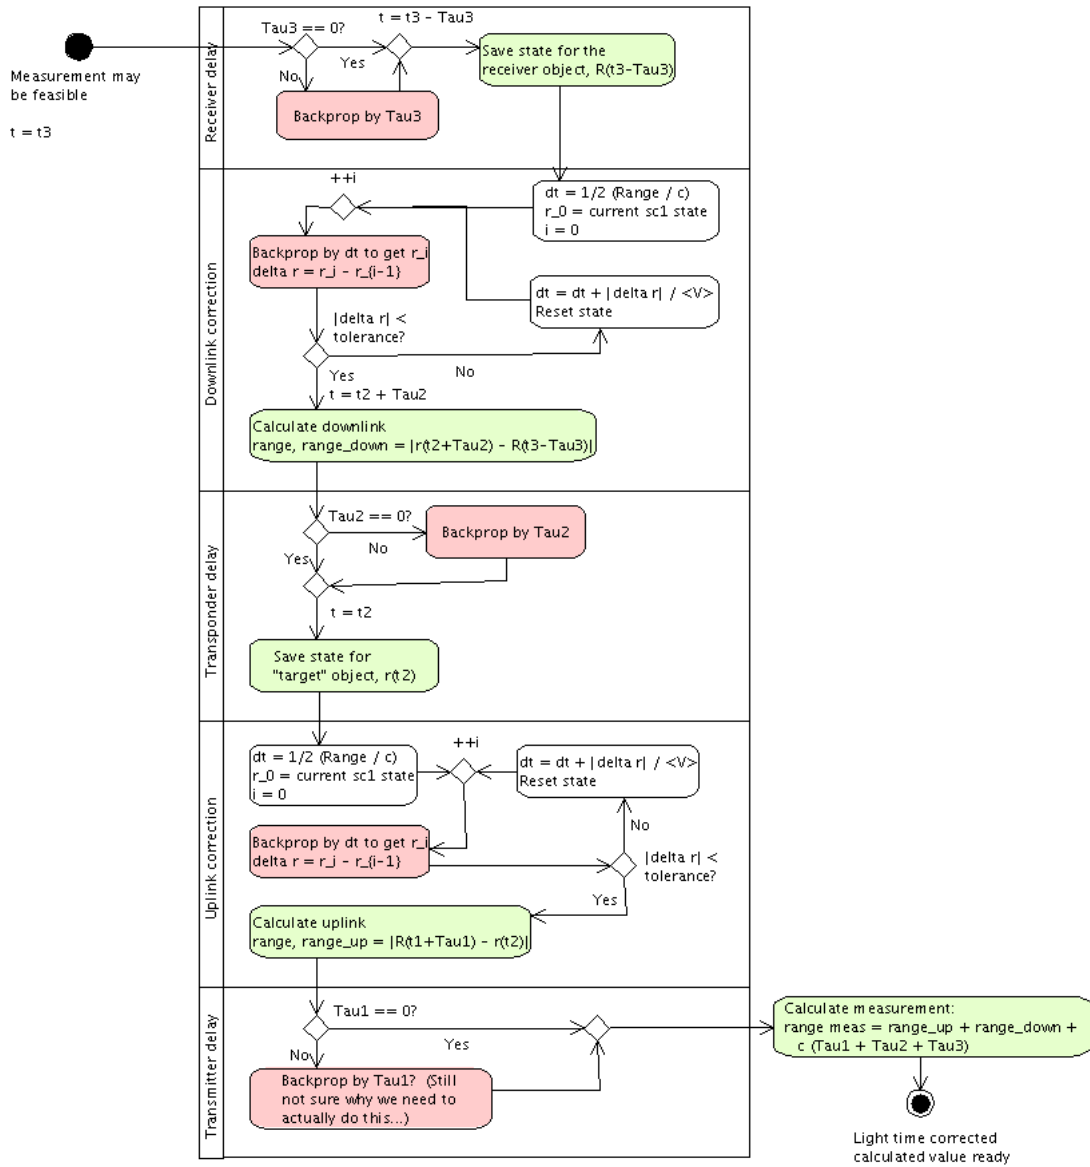 t = t3 - Tau3
Tau3 == 0?
Yes
No
Save state for the
receiver object, R(t3-Tau3)
Measurement may
be feasible
t = t3
Backprop by Tau3
Receiver delay
++i
dt = 1/2 (Range / c)
r_0 = current sc1 state
i = 0
Backprop by dt to get r_i
delta r = r_i - r_{i-1}
dt = dt + |delta r| / <V>
Reset state
|delta r| <
tolerance?
Yes
No
t = t2 + Tau2
Calculate downlink
range, range_down = |r(t2+Tau2) - R(t3-Tau3)|
Downlink correction
Tau2 == 0?
Backprop by Tau2
No
Yes
t = t2
Save state for
"target" object, r(t2)
Transponder delay
++i
dt = 1/2 (Range / c)
r_0 = current sc1 state
i = 0
dt = dt + |delta r| / <V>
Reset state
No
Backprop by dt to get r_i
delta r = r_i - r_{i-1}
|delta r| <
tolerance?
Yes
Calculate uplink
range, range_up = |R(t1+Tau1) - r(t2)|
Uplink correction
Tau1 == 0?
Yes
No
Backprop by Tau1?  (Still
not sure why we need to
actually do this...)
Transmitter delay
Calculate measurement:
range meas = range_up + range_down +
c (Tau1 + Tau2 + Tau3)
Light time corrected
calculated value ready